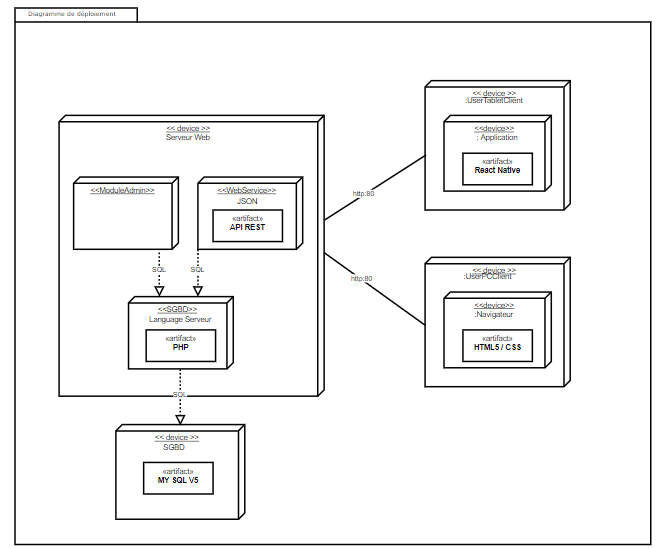 Diagramme de déploiement
<< device >>
:UserTabletClient
<<device>>
: Application
«artifact»
React Native
<< device >>
Serveur Web
<<ModuleAdmin>>
<<WebService>>
JSON
«artifact»
API REST
http:80
SQL
SQL
http:80
<< device >>
:UserPCClient
<<device>>
:Navigateur
«artifact»
HTML5 / CSS
<<SGBD>>
Language Serveur
«artifact»
PHP
SQL
<< device >>
SGBD
«artifact»
MY SQL V5